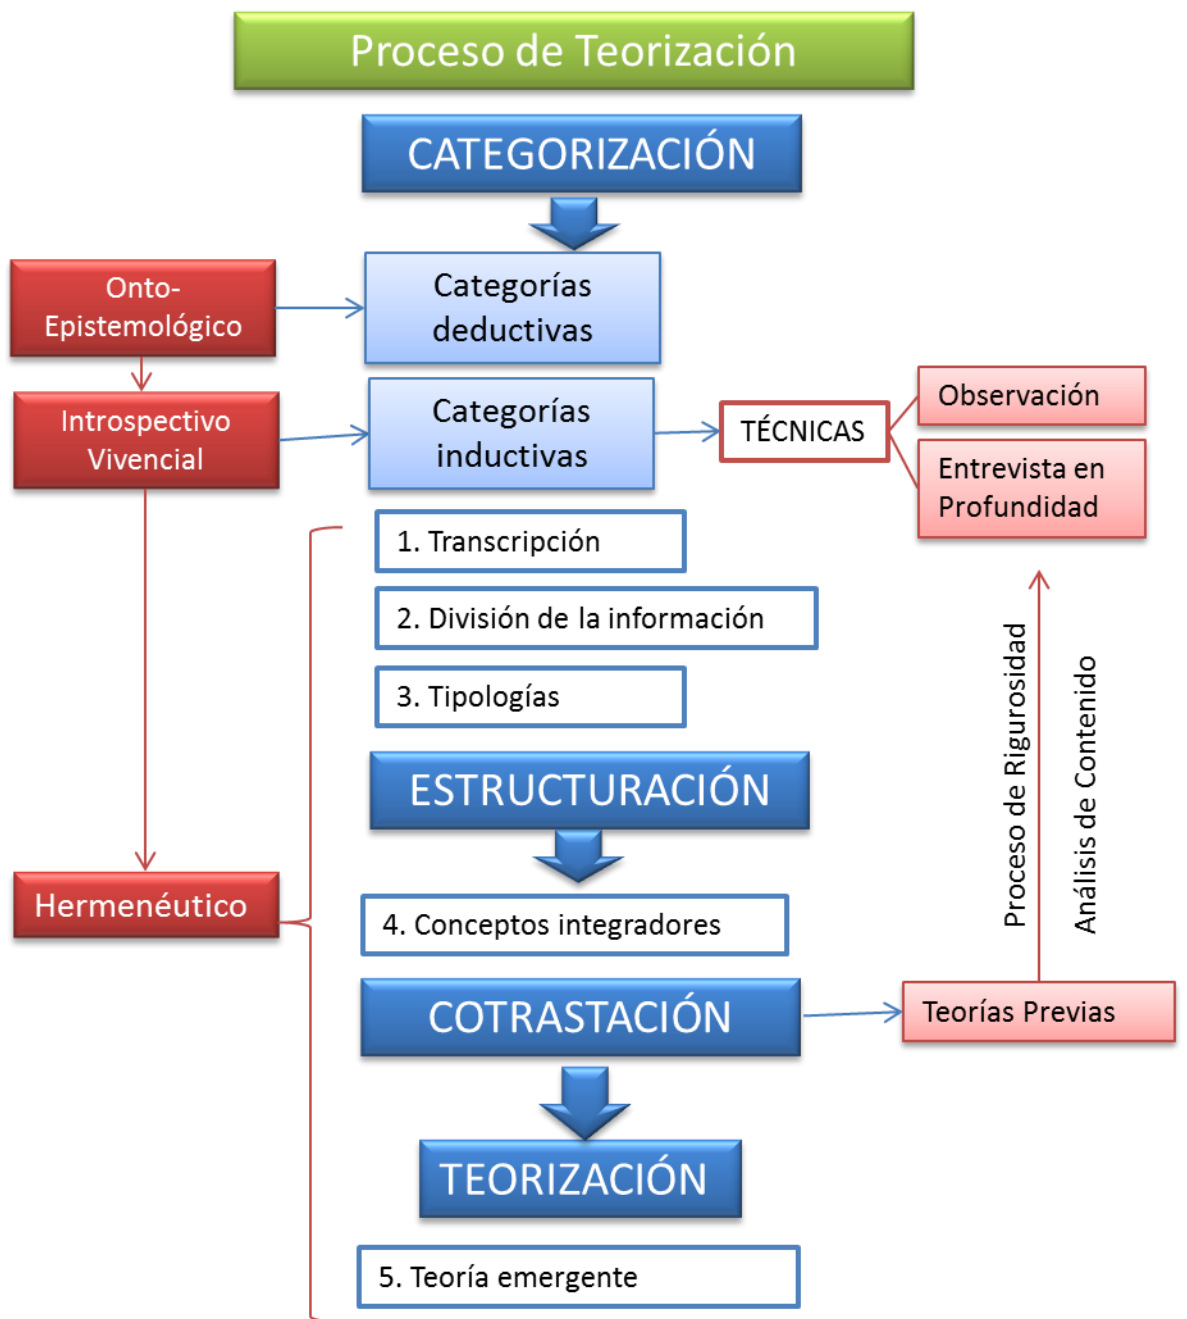 Proceso de Teorización
CATEGORIZACIÓN
Onto-
Epistemológico
Categorías
deductivas
Introspectivo
Vivencial
Categorías
inductivas
TÉCNICAS
Observación
Entrevista en
Profundidad
1. Transcripción
2. División de la información
3. Tipologías
ESTRUCTURACIÓN
Hermenéutico
4. Conceptos integradores
Proceso de Rigurosidad
Análisis de Contenido
COTRASTACIÓN
Teorías Previas
TEORIZACIÓN
5. Teoría emergente